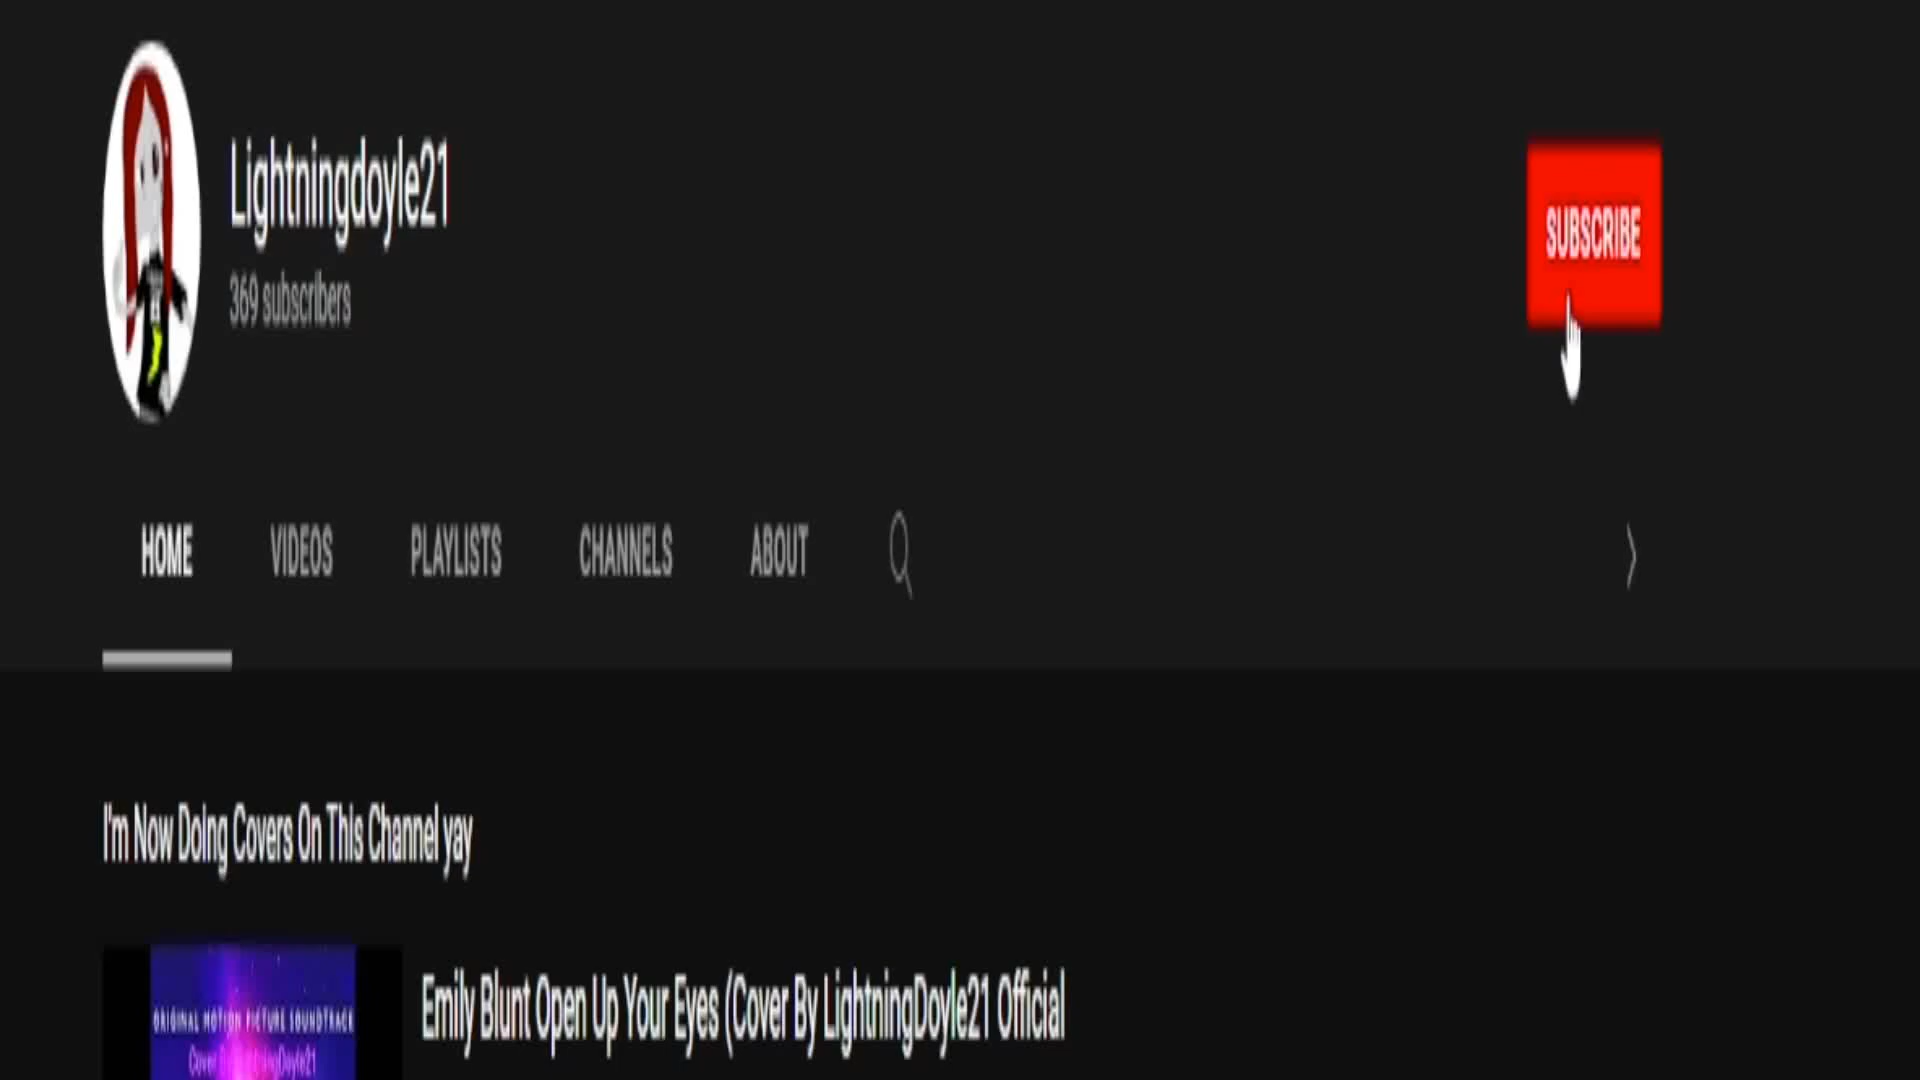 Lightningdoyle21
369 subscribers
SUBSCRIBE
HOME VIDEOS PLAYLISTS CHANNELS ABOUT
I'm Now Doing Covers On This Channel yay
Emily Blunt Open Up Your Eyes (Cover By LightningDoyle21 Official
ORIGINAL MOTION PICTURE SOUNDTRACK
Cover